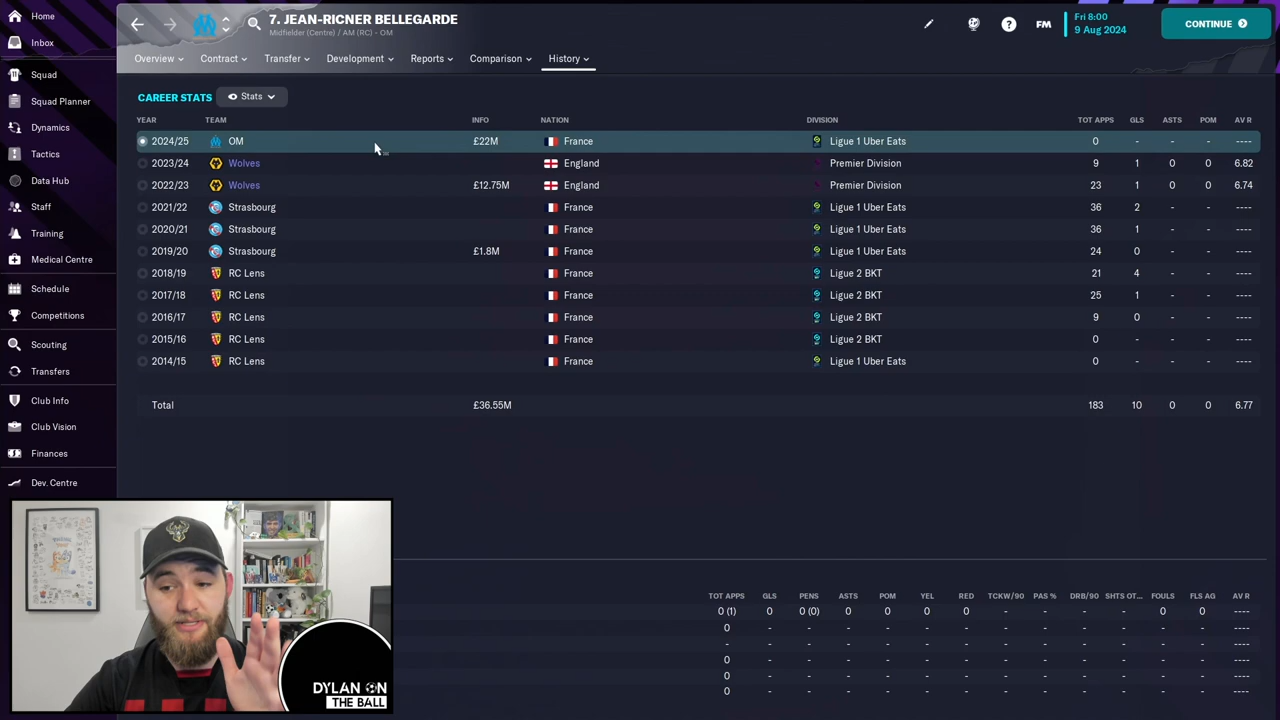 Home
Inbox
Squad
Squad Planner
Dynamics
Tactics
Data Hub
Staff
Training
Medical Centre
Schedule
Competitions
Scouting
Transfers
Club Info
Club Vision
Finances
Dev. Centre
7. JEAN-RICNER BELLEGARDE
Midfielder (Centre) / AM (RC) - OM
FM
Fri 8:00
9 Aug 2024
CONTINUE
Overview Contract Transfer Development Reports Comparison History
CAREER STATS Stats
YEAR TEAM INFO NATION DIVISION TOT APPS GLS ASTS POM AV R
2024/25 OM £22M France Ligue 1 Uber Eats 0 - - - ----
2023/24 Wolves England Premier Division 9 1 0 0 6.82
2022/23 Wolves £12.75M England Premier Division 23 1 0 0 6.74
2021/22 Strasbourg France Ligue 1 Uber Eats 36 2 - - ----
2020/21 Strasbourg France Ligue 1 Uber Eats 36 1 - - ----
2019/20 Strasbourg £1.8M France Ligue 1 Uber Eats 24 0 - - ----
2018/19 RC Lens France Ligue 2 BKT 21 4 - - ----
2017/18 RC Lens France Ligue 2 BKT 25 1 - - ----
2016/17 RC Lens France Ligue 2 BKT 9 0 - - ----
2015/16 RC Lens France Ligue 2 BKT 0 - - - ----
2014/15 RC Lens France Ligue 1 Uber Eats 0 - - - ----
Total £36.55M 183 10 0 0 6.77
TOT APPS GLS PENS ASTS POM YEL RED TCKW/90 PAS % DRB/90 SHTS OT... FOULS FLS AG AV R
0 (1) 0 0 (0) 0 0 0 0 - - - - 0 0 ----
0 - - - - - - - - - - - - ----
- - - - - - - - - - - - - ----
0 - - - - - - - - - - - - ----
0 - - - - - - - - - - - - ----
0 - - - - - - - - - - - - ----
DYLAN ON
THE BALL